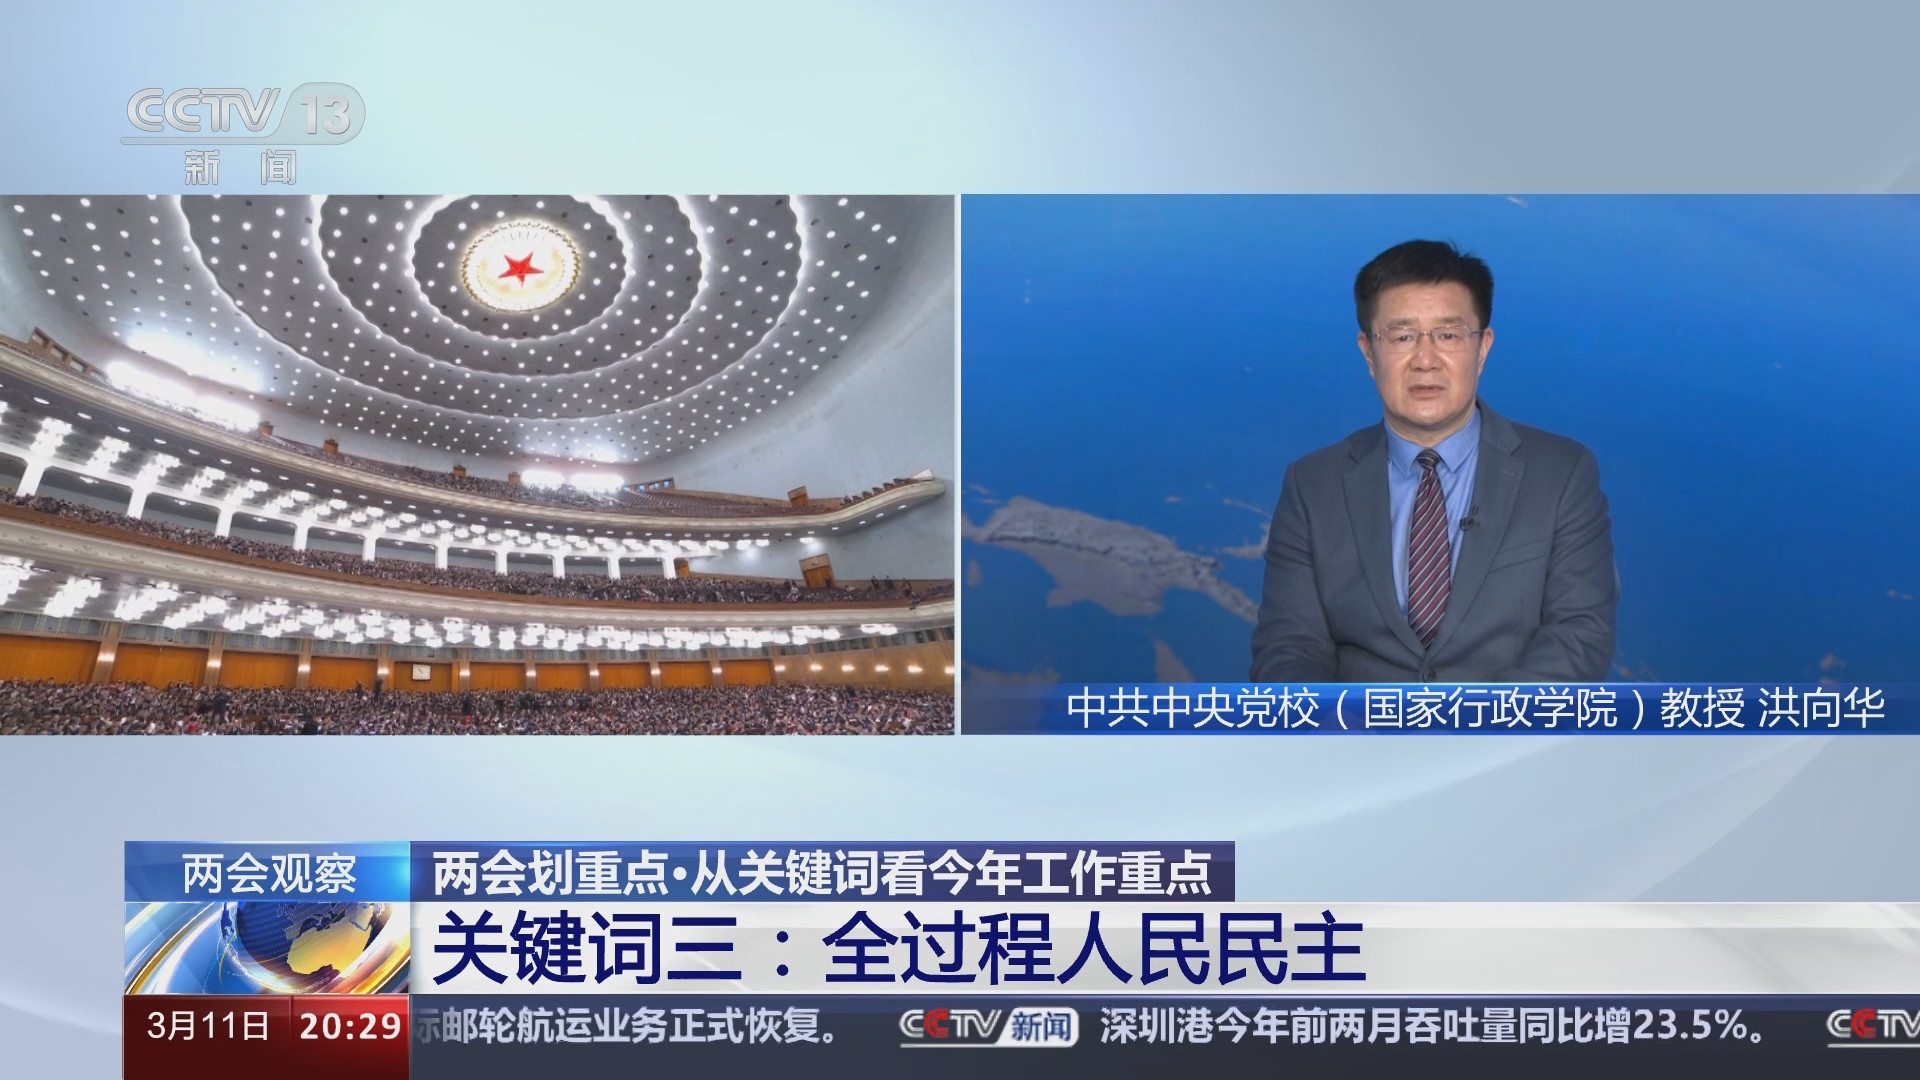 CCTV 13
新闻
中共中央党校（国家行政学院）教授 洪向华
两会观察
两会划重点·从关键词看今年工作重点
关键词三：全过程人民民主
3月11日 20:29
际邮轮航运业务正式恢复。 CCTV新闻 深圳港今年前两月吞吐量同比增23.5%。 CCTV